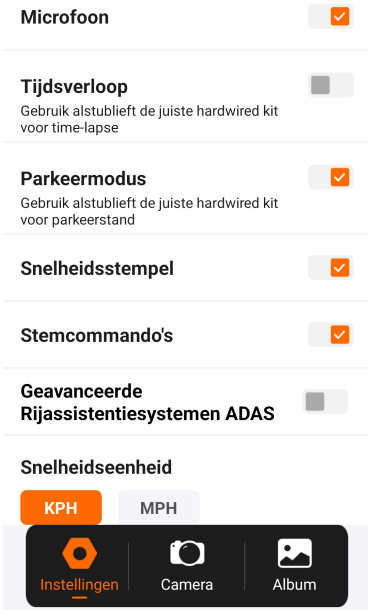 Microfoon
Tijdsverloop
Gebruik alstublieft de juiste hardwired kit
voor time-lapse
Parkeermodus
Gebruik alstublieft de juiste hardwired kit
voor parkeerstand
Snelheidsstempel
Stemcommando's
Geavanceerde
Rijassistentiesystemen ADAS
Snelheidseenheid
KPH MPH
Instellingen Camera Album